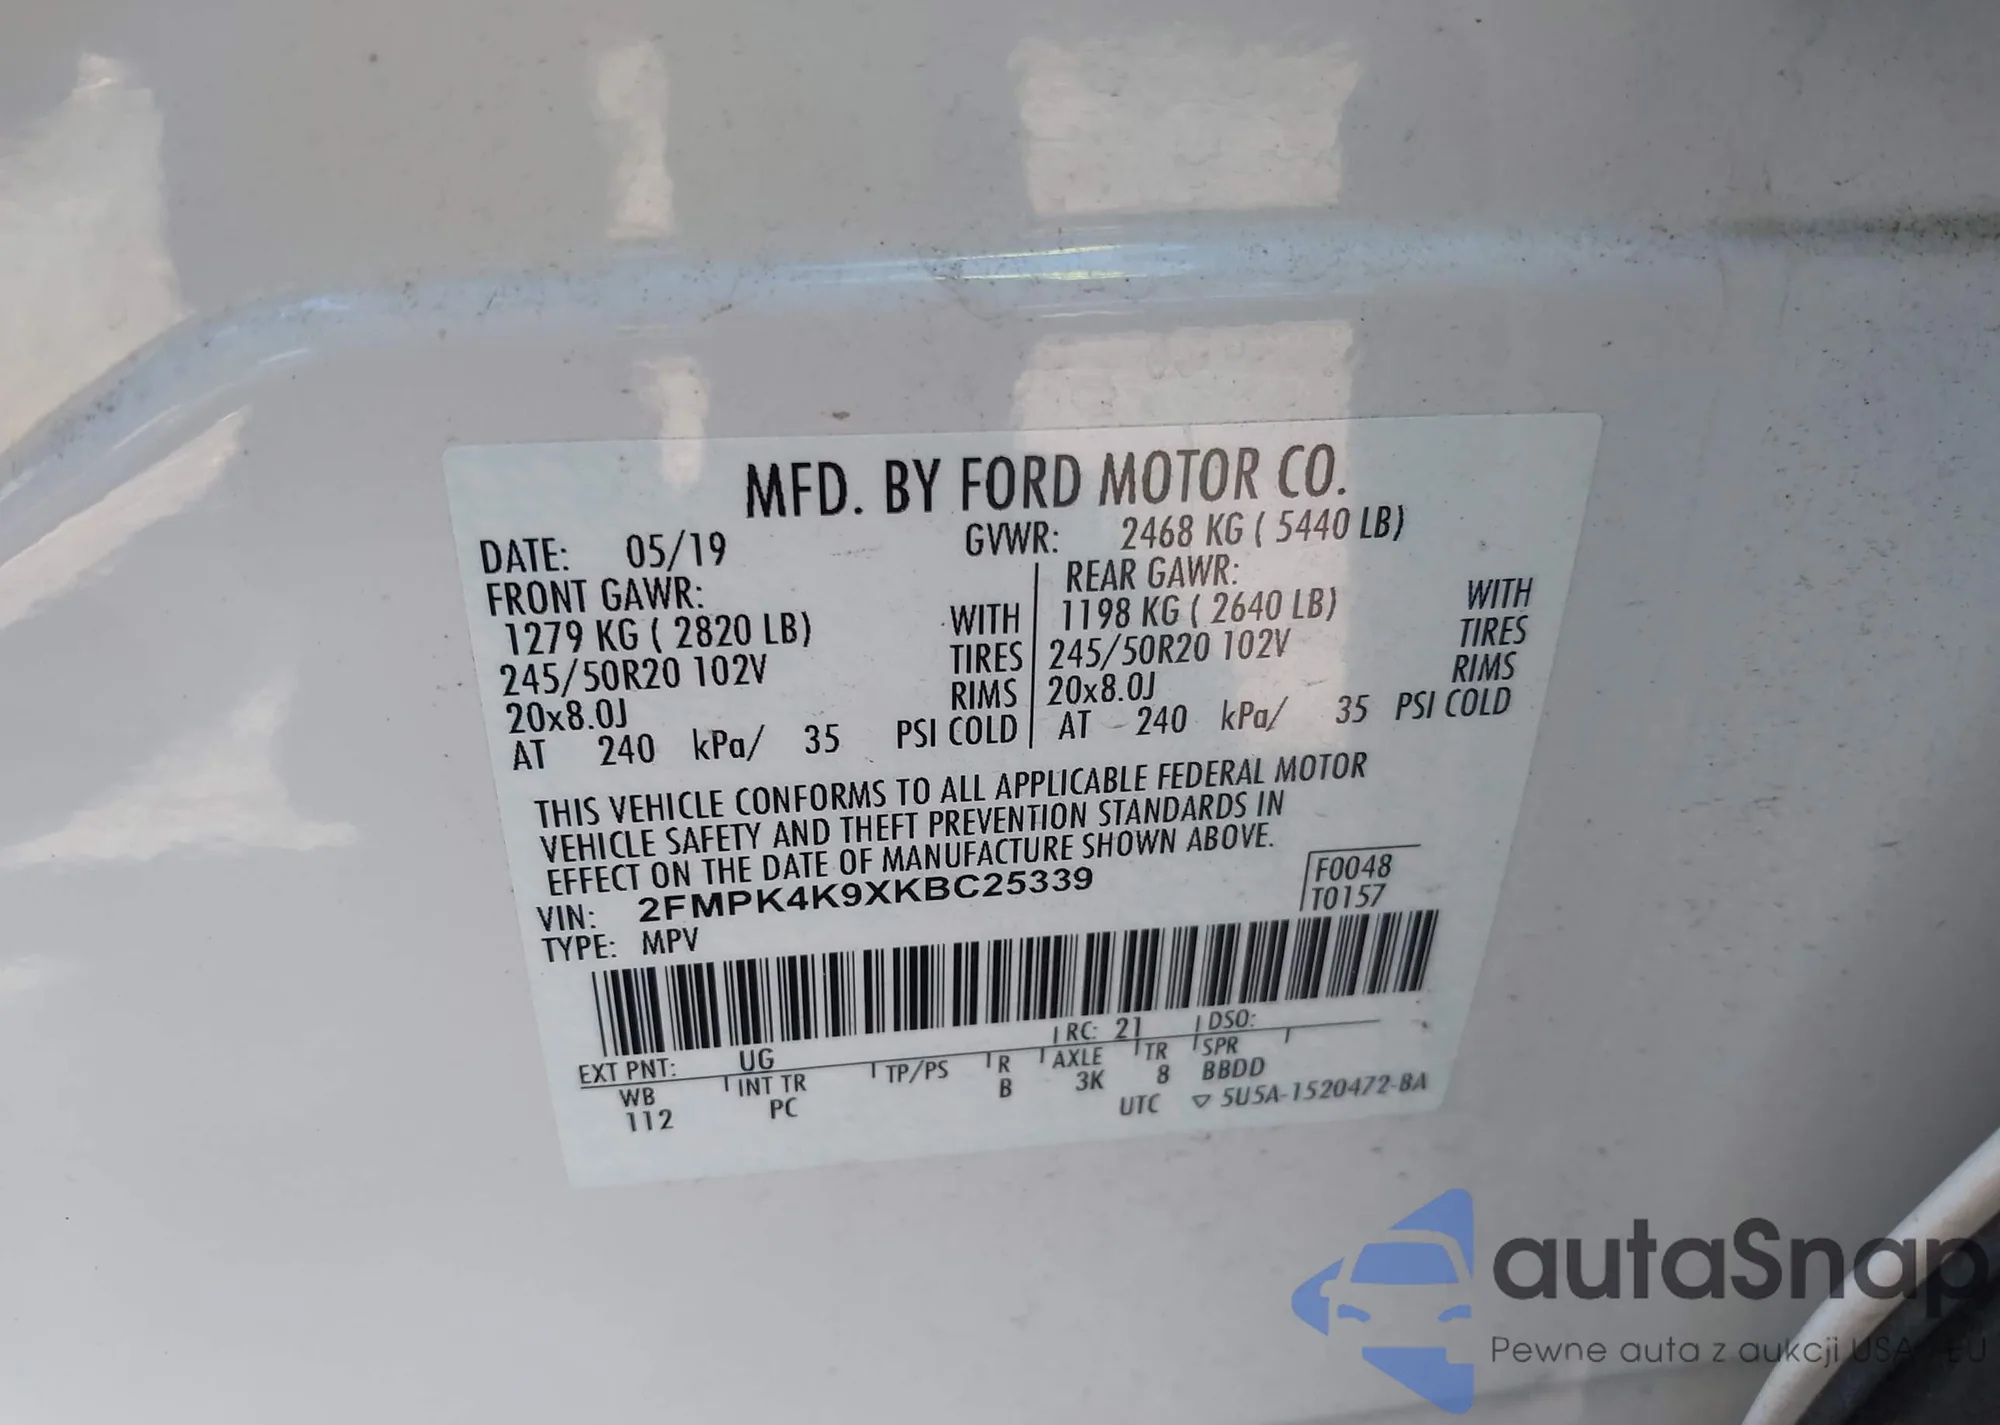 MFD. BY FORD MOTOR CO.
DATE: 05/19 GVWR: 2468 KG ( 5440 LB)
FRONT GAWR: REAR GAWR:
1279 KG ( 2820 LB) WITH 1198 KG ( 2640 LB) WITH
245/50R20 102V TIRES 245/50R20 102V TIRES
20x8.0J RIMS 20x8.0J RIMS
AT 240 kPa/ 35 PSI COLD AT 240 kPa/ 35 PSI COLD
THIS VEHICLE CONFORMS TO ALL APPLICABLE FEDERAL MOTOR
VEHICLE SAFETY AND THEFT PREVENTION STANDARDS IN
EFFECT ON THE DATE OF MANUFACTURE SHOWN ABOVE.
VIN: 2FMPK4K9XKBC25339 F0048
TYPE: MPV T0157
EXT PNT: UG RC: 21 DSO:
WB INT TR TP/PS R AXLE TR SPR
112 PC B 3K 8 BBDD
UTC ▽ 5U5A-1520472-BA
autaSnap
Pewne auta z aukcji USA / EU